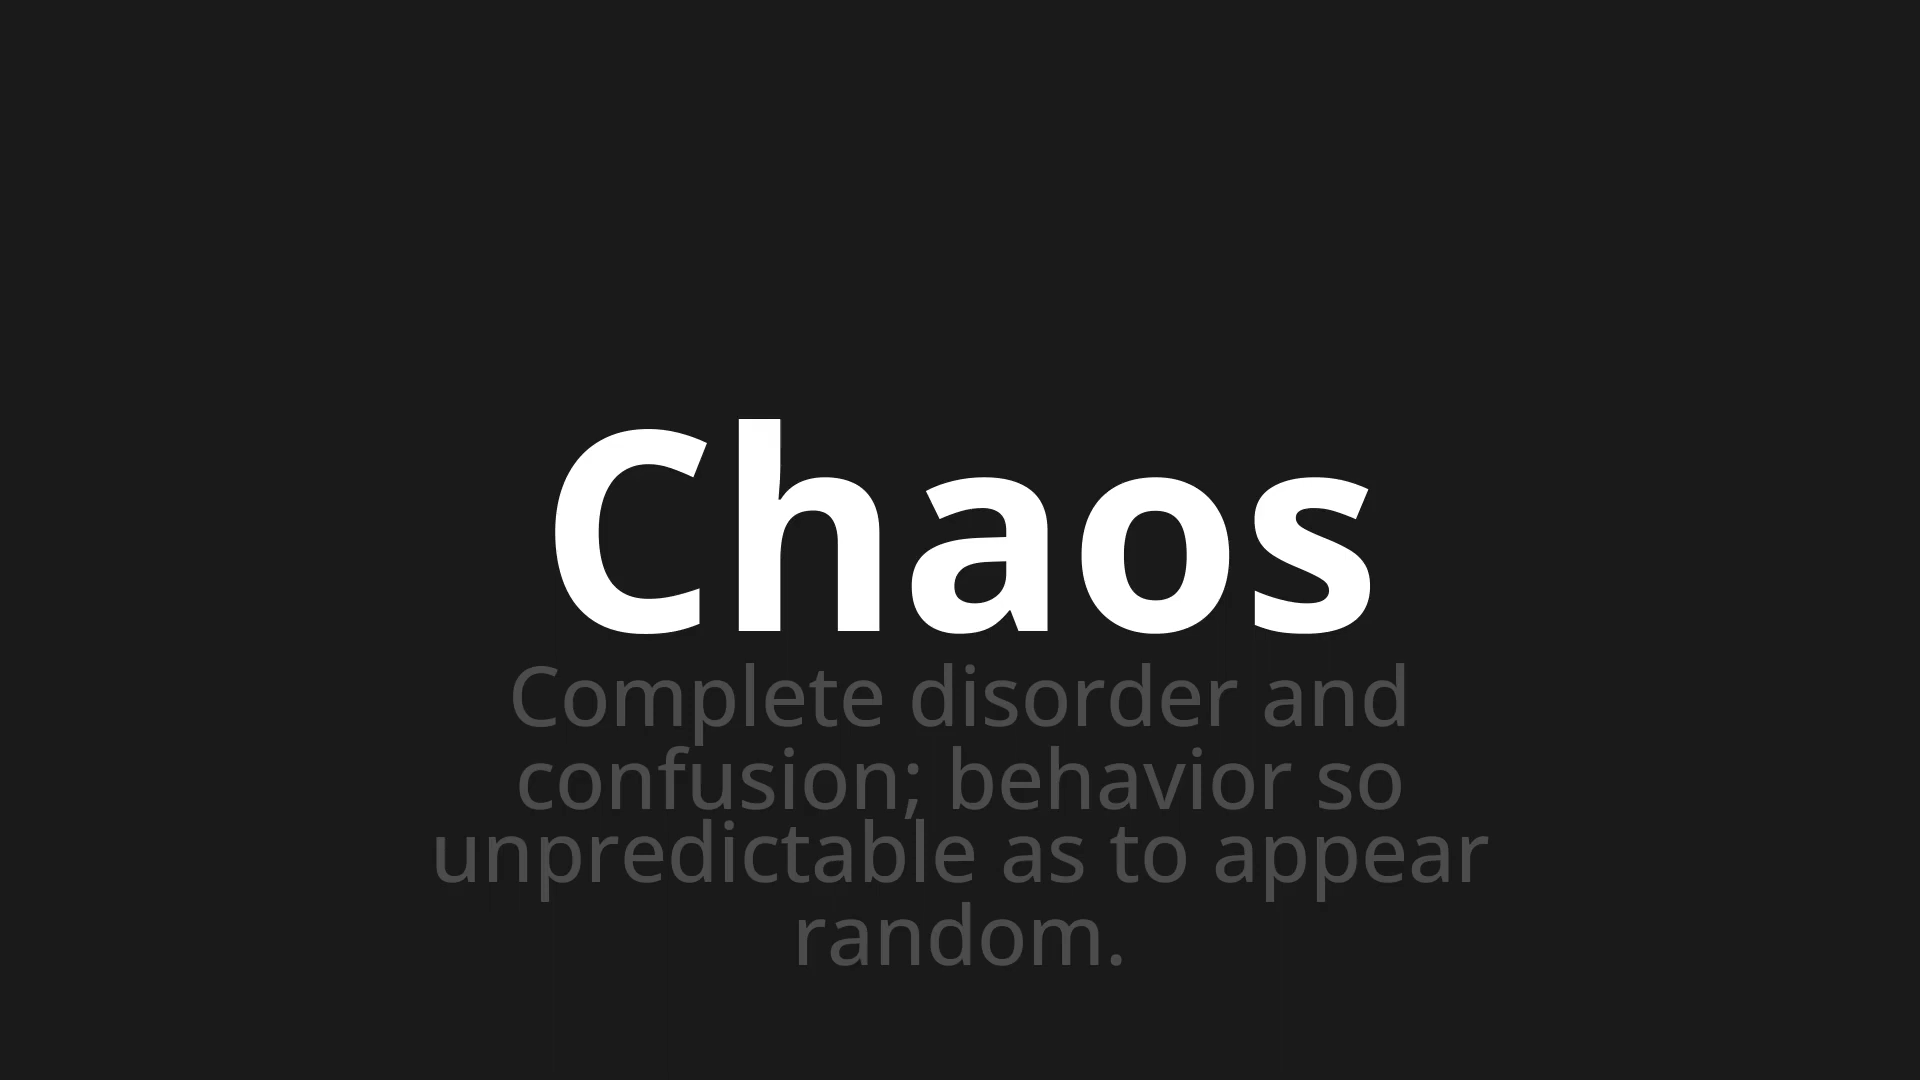 Chaos
Complete disorder and
confusion; behavior so
unpredictable as to appear
random.